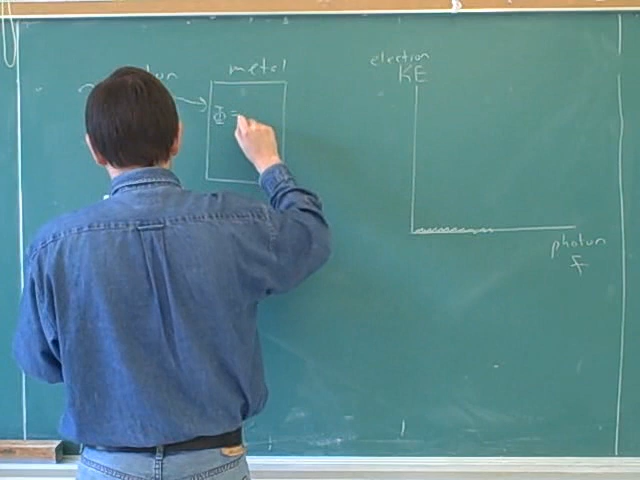 metal
Φ =
electron
KE
photon
f